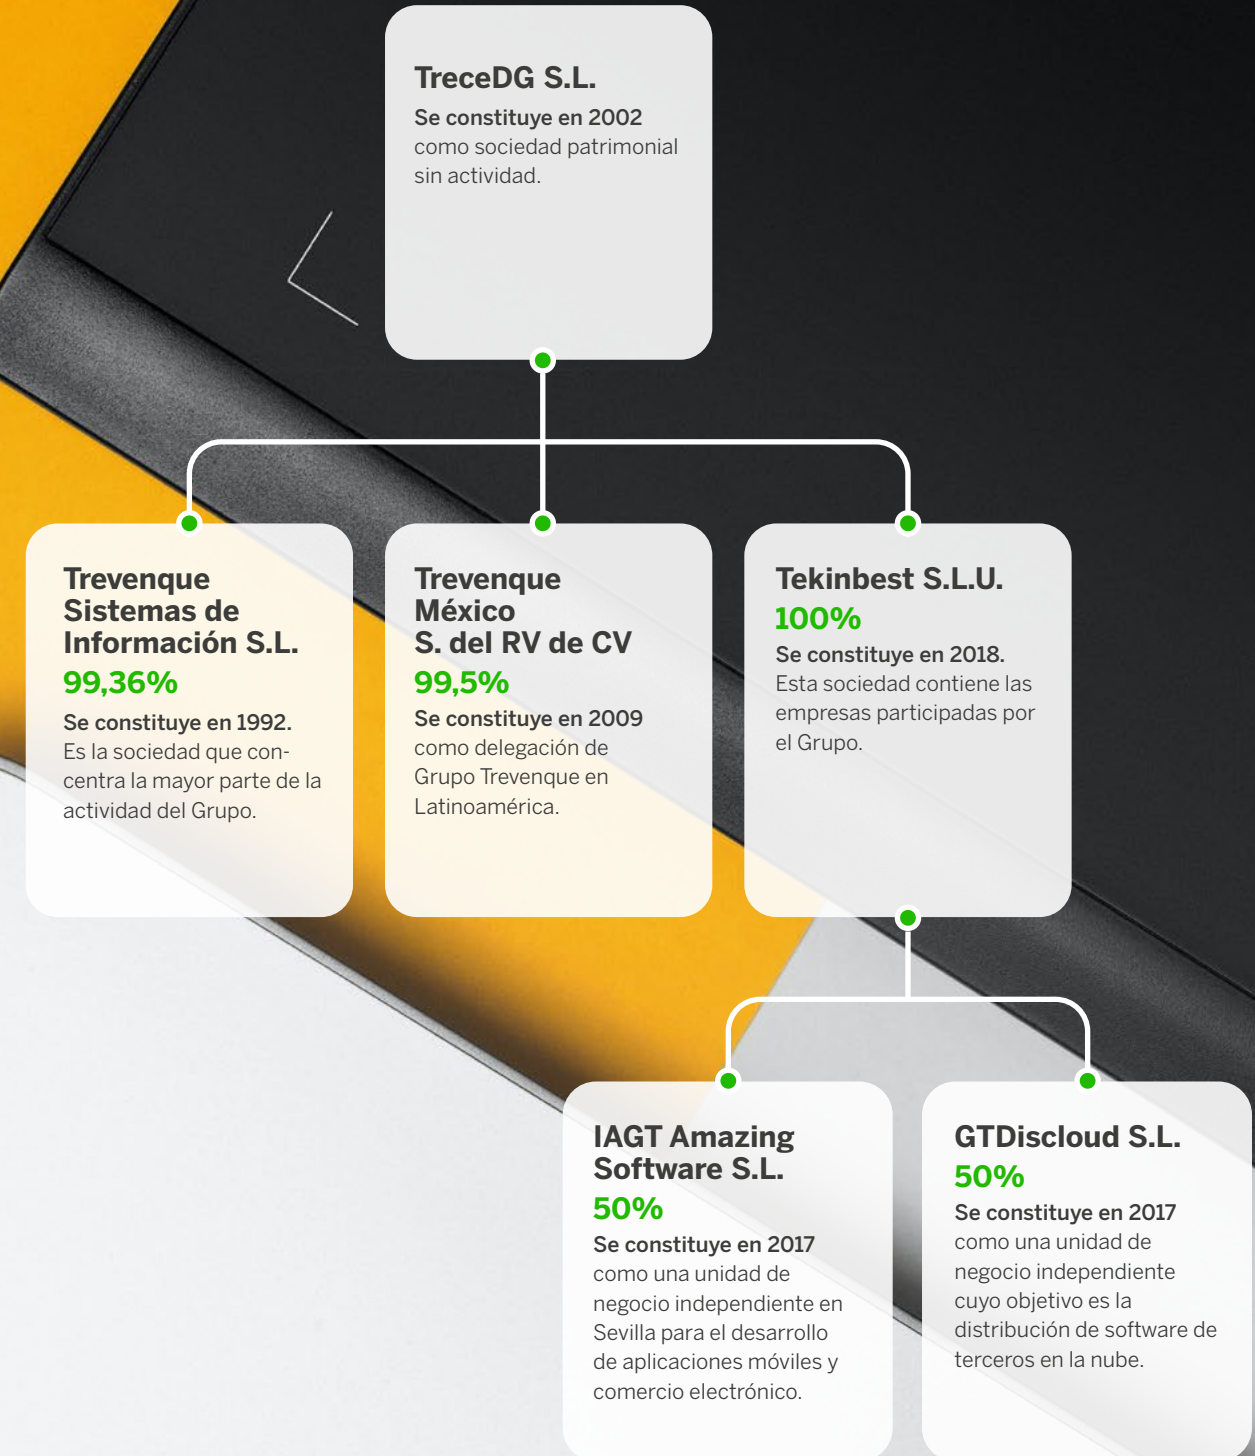 TreceDG S.L.
Se constituye en 2002
como sociedad patrimonial
sin actividad.
Trevenque
Sistemas de
Información S.L.
99,36%
Se constituye en 1992.
Es la sociedad que con-
centra la mayor parte de la
actividad del Grupo.
Trevenque
México
S. del RV de CV
99,5%
Se constituye en 2009
como delegación de
Grupo Trevenque en
Latinoamérica.
Tekinbest S.L.U.
100%
Se constituye en 2018.
Esta sociedad contiene las
empresas participadas por
el Grupo.
IAGT Amazing
Software S.L.
50%
Se constituye en 2017
como una unidad de
negocio independiente en
Sevilla para el desarrollo
de aplicaciones móviles y
comercio electrónico.
GTDiscloud S.L.
50%
Se constituye en 2017
como una unidad de
negocio independiente
cuyo objetivo es la
distribución de software de
terceros en la nube.